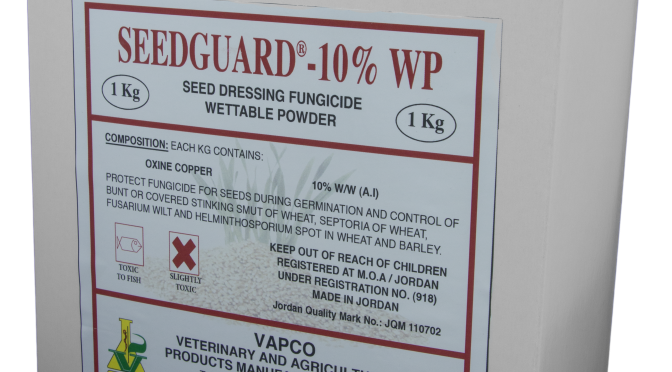 SEEDGUARD®-10% WP
1 Kg
SEED DRESSING FUNGICIDE
WETTABLE POWDER
1 Kg
COMPOSITION: EACH KG CONTAINS:
OXINE COPPER 10% W/W (A.I)
PROTECT FUNGICIDE FOR SEEDS DURING GERMINATION AND CONTROL OF
BUNT OR COVERED STINKING SMUT OF WHEAT, SEPTORIA OF WHEAT,
FUSARIUM WILT AND HELMINTHOSPORIUM SPOT IN WHEAT AND BARLEY.
TOXIC
TO FISH
SLIGHTLY
TOXIC
KEEP OUT OF REACH OF CHILDREN
REGISTERED AT M.O.A / JORDAN
UNDER REGISTRATION NO. (918)
MADE IN JORDAN
Jordan Quality Mark No.: JQM 110702
VAPCO
VETERINARY AND AGRICULTU
PRODUCTS MANUFA